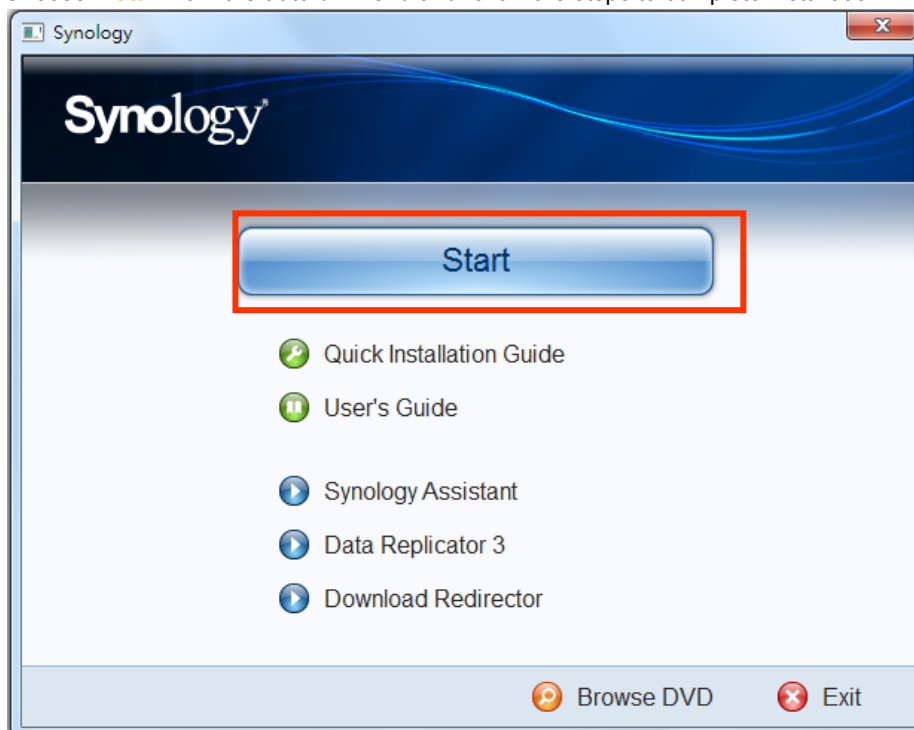 Synology
Synology
Start
Quick Installation Guide
User's Guide
Synology Assistant
Data Replicator 3
Download Redirector
Browse DVD
Exit